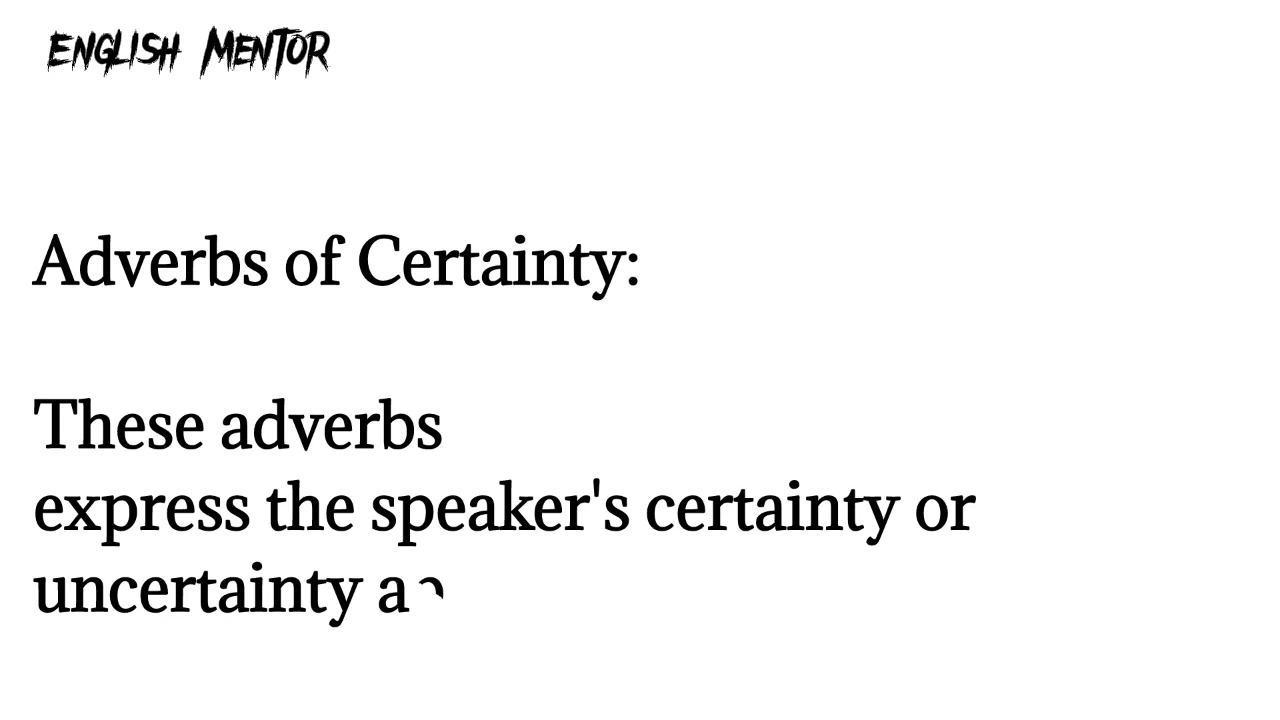 English Mentor
Adverbs of Certainty:
These adverbs
express the speaker's certainty or
uncertainty